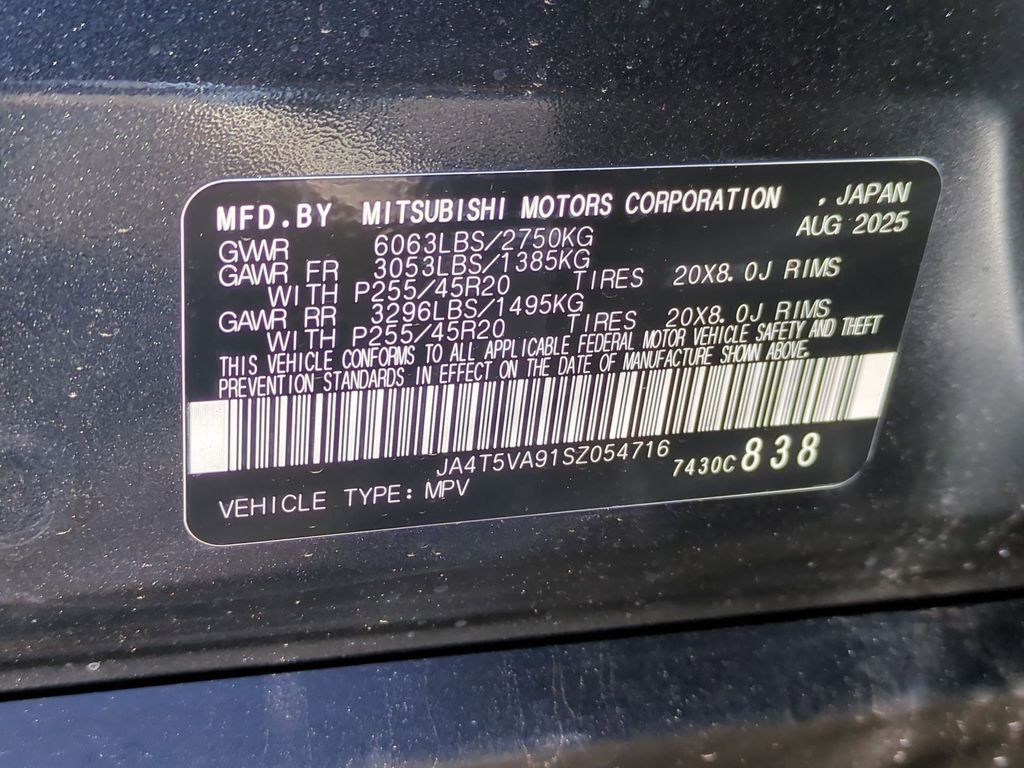 MFD.BY MITSUBISHI MOTORS CORPORATION , JAPAN
AUG 2025
GVWR 6063LBS/2750KG
GAWR FR 3053LBS/1385KG
WITH P255/45R20 TIRES 20X8.0J RIMS
GAWR RR 3296LBS/1495KG
WITH P255/45R20 TIRES 20X8.0J RIMS
THIS VEHICLE CONFORMS TO ALL APPLICABLE FEDERAL MOTOR VEHICLE SAFETY AND THEFT
PREVENTION STANDARDS IN EFFECT ON THE DATE OF MANUFACTURE SHOWN ABOVE.
JA4T5VA91SZ054716 7430C838
VEHICLE TYPE: MPV